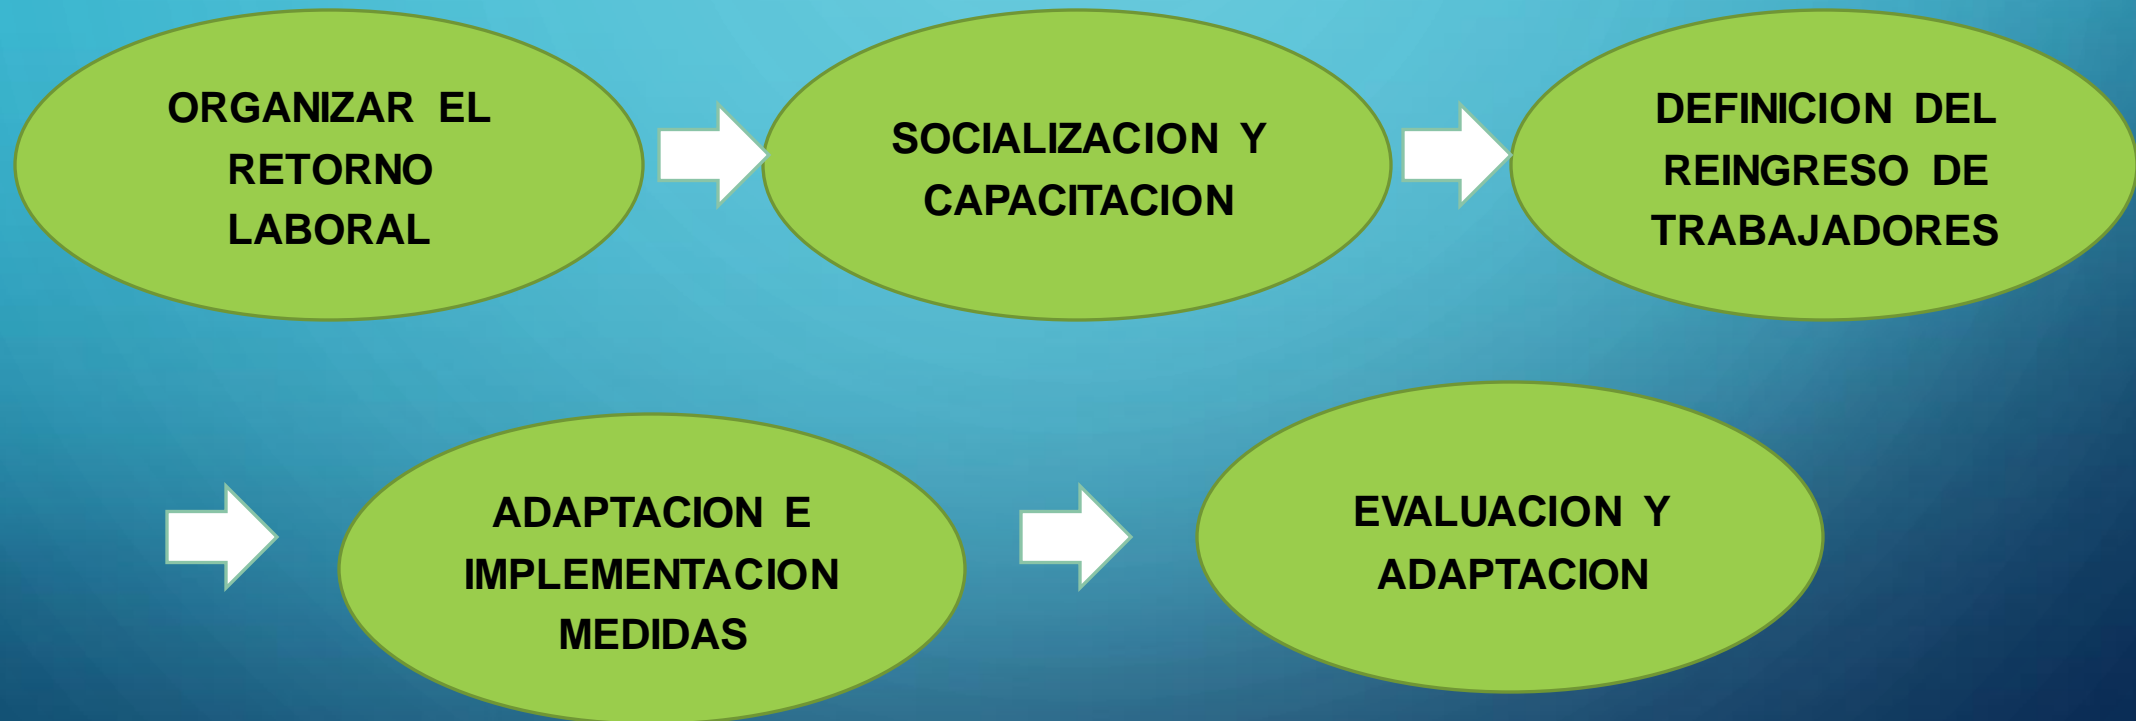 ORGANIZAR EL
RETORNO
LABORAL
SOCIALIZACION Y
CAPACITACION
DEFINICION DEL
REINGRESO DE
TRABAJADORES
ADAPTACION E
IMPLEMENTACION
MEDIDAS
EVALUACION Y
ADAPTACION